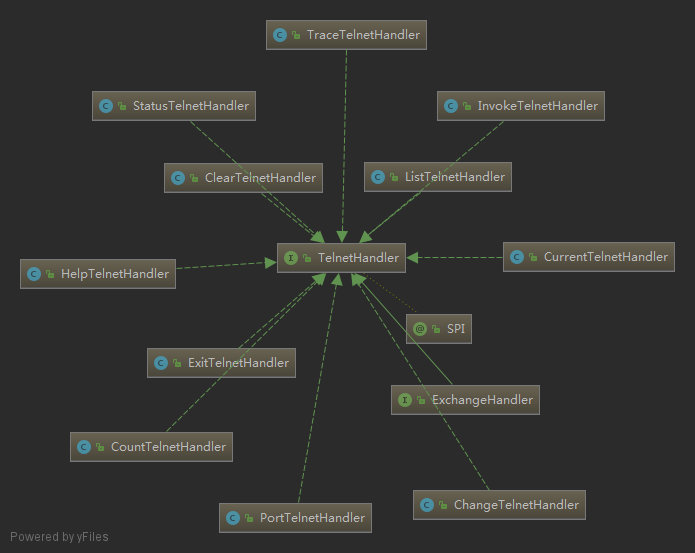 C TraceTelnetHandler
C StatusTelnetHandler
C InvokeTelnetHandler
C ClearTelnetHandler
C ListTelnetHandler
I TelnetHandler
C CurrentTelnetHandler
C HelpTelnetHandler
@ SPI
C ExitTelnetHandler
I ExchangeHandler
C CountTelnetHandler
C ChangeTelnetHandler
C PortTelnetHandler
Powered by yFiles